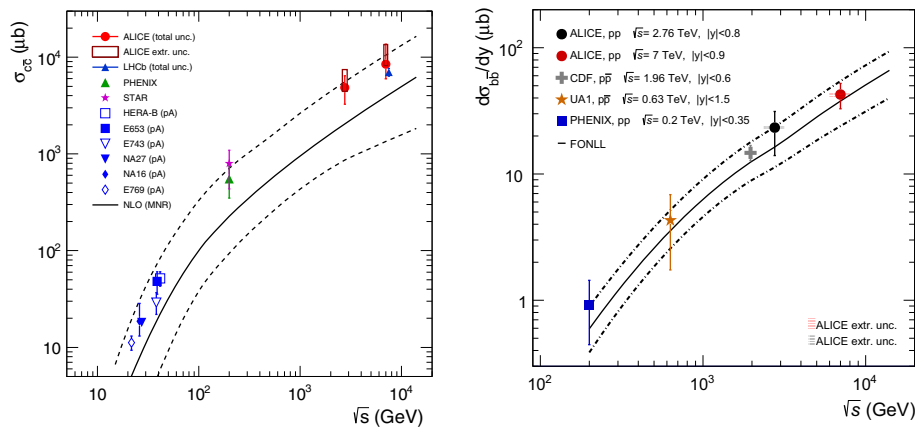 σcc̄ (μb)
10⁵
10⁴
10³
10²
10
ALICE (total unc.)
ALICE extr. unc.
LHCb (total unc.)
PHENIX
STAR
HERA-B (pA)
E653 (pA)
E743 (pA)
NA27 (pA)
NA16 (pA)
E769 (pA)
NLO (MNR)
10 10² 10³ 10⁴
√s (GeV)
dσbb̄/dy (μb)
10²
10
1
ALICE, pp √s = 2.76 TeV, |y|<0.8
ALICE, pp √s = 7 TeV, |y|<0.9
CDF, pp̄ √s = 1.96 TeV, |y|<0.6
UA1, pp̄ √s = 0.63 TeV, |y|<1.5
PHENIX, pp √s = 0.2 TeV, |y|<0.35
FONLL
ALICE extr. unc.
ALICE extr. unc.
10² 10³ 10⁴
√s (GeV)